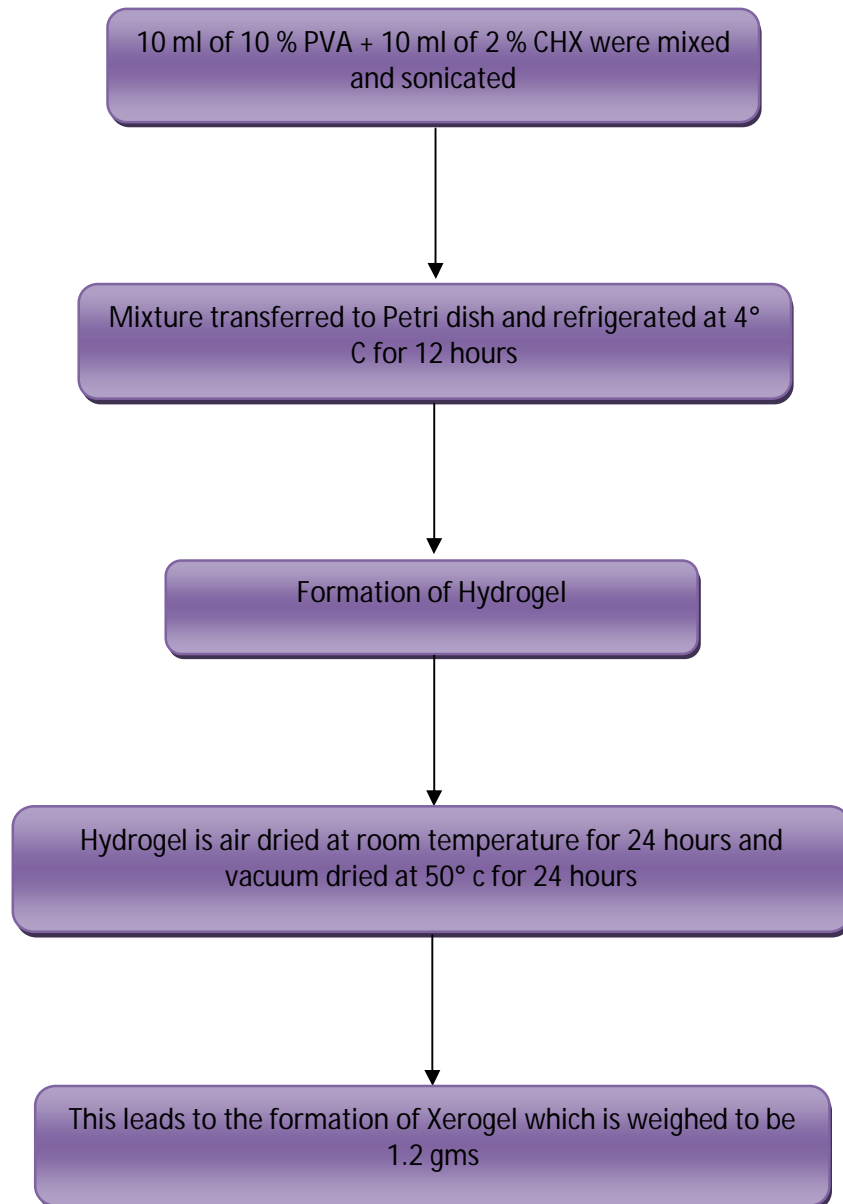 10 ml of 10 % PVA + 10 ml of 2 % CHX were mixed
and sonicated
Mixture transferred to Petri dish and refrigerated at 4°
C for 12 hours
Formation of Hydrogel
Hydrogel is air dried at room temperature for 24 hours and
vacuum dried at 50° c for 24 hours
This leads to the formation of Xerogel which is weighed to be
1.2 gms